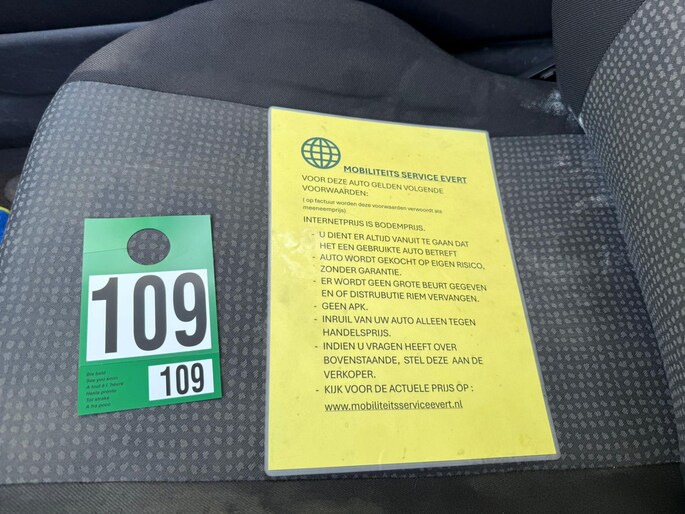 109
109
MOBILITEITS SERVICE EVERT
VOOR DEZE AUTO GELDEN VOLGENDE
VOORWAARDEN:
( op factuur worden deze voorwaarden verwoordt als
meeneemprijs)
INTERNETPRIJS IS BODEMPRIJS.
- U DIENT ER ALTIJD VANUIT TE GAAN DAT
HET EEN GEBRUIKTE AUTO BETREFT
- AUTO WORDT GEKOCHT OP EIGEN RISICO,
ZONDER GARANTIE.
- ER WORDT GEEN GROTE BEURT GEGEVEN
EN OF DISTRUBUTIE RIEM VERVANGEN.
- GEEN APK.
- INRUIL VAN UW AUTO ALLEEN TEGEN
HANDELSPRIJS.
- INDIEN U VRAGEN HEEFT OVER
BOVENSTAANDE, STEL DEZE AAN DE
VERKOPER.
- KIJK VOOR DE ACTUELE PRIJS OP :
www.mobiliteitsserviceevert.nl